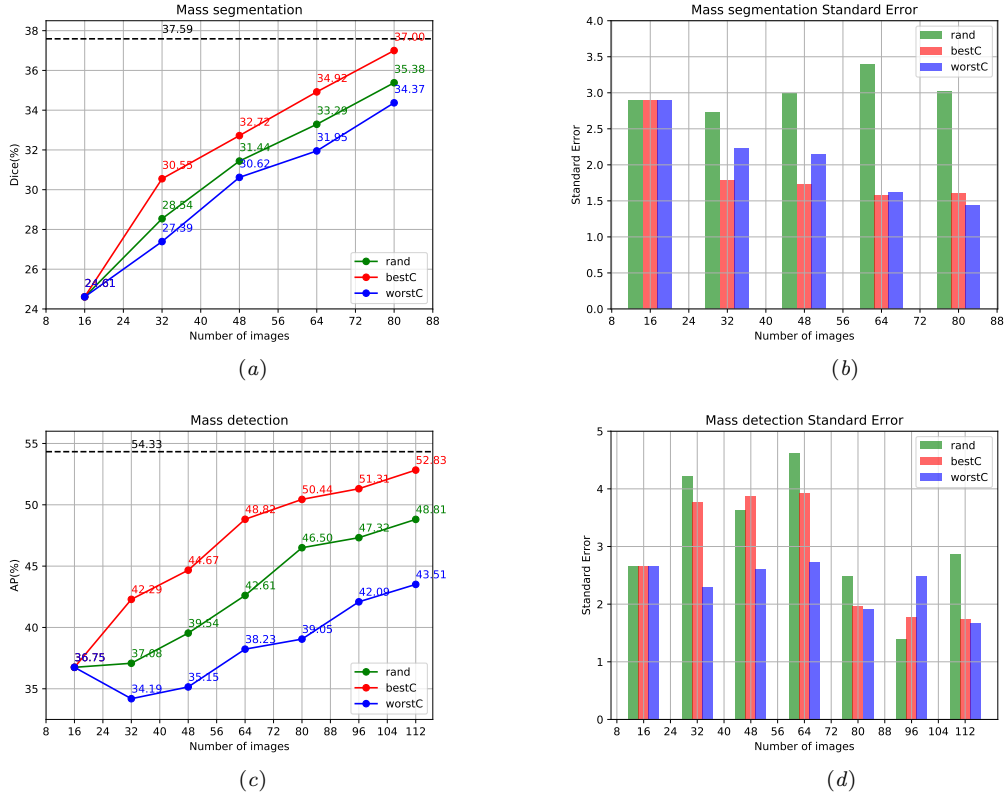 Mass segmentation
37.59
37.00
34.92
35.38
34.37
32.72
33.29
31.44
31.95
30.55
30.62
28.54
27.39
24.61
38
36
34
32
30
28
26
24
Dice(%)
rand
bestC
worstC
8 16 24 32 40 48 56 64 72 80 88
Number of images
(a)
Mass segmentation Standard Error
4.0
3.5
3.0
2.5
2.0
1.5
1.0
0.5
0.0
Standard Error
rand
bestC
worstC
8 16 24 32 40 48 56 64 72 80 88
Number of images
(b)
Mass detection
54.33
52.83
51.31
50.44
48.82
48.81
47.32
46.50
44.67
43.51
42.61
42.29
42.09
39.54
39.05
38.23
37.08
36.75
35.15
34.19
55
50
45
40
35
AP(%)
rand
bestC
worstC
8 16 24 32 40 48 56 64 72 80 88 96 104 112
Number of images
(c)
Mass detection Standard Error
5
4
3
2
1
0
Standard Error
rand
bestC
worstC
8 16 24 32 40 48 56 64 72 80 88 96 104 112
Number of images
(d)